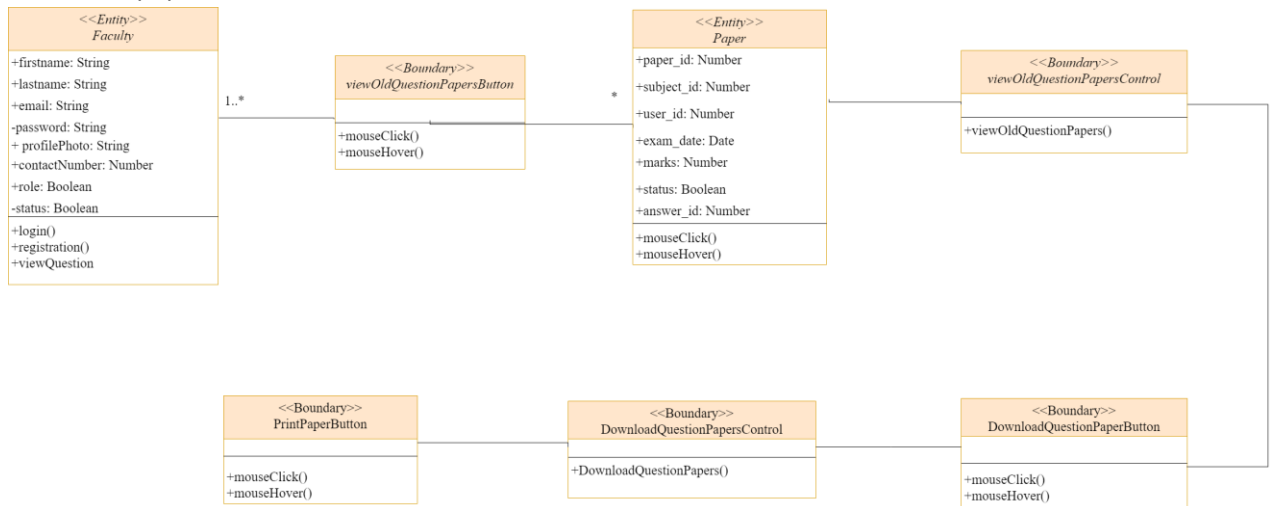 <<Entity>>
Faculty
+firstname: String
+lastname: String
+email: String
-password: String
+ profilePhoto: String
+contactNumber: Number
+role: Boolean
-status: Boolean
+login()
+registration()
+viewQuestion
1..*
<<Boundary>>
viewOldQuestionPapersButton
+mouseClick()
+mouseHover()
*
<<Entity>>
Paper
+paper_id: Number
+subject_id: Number
+user_id: Number
+exam_date: Date
+marks: Number
+status: Boolean
+answer_id: Number
+mouseClick()
+mouseHover()
<<Boundary>>
viewOldQuestionPapersControl
+viewOldQuestionPapers()
<<Boundary>>
PrintPaperButton
+mouseClick()
+mouseHover()
<<Boundary>>
DownloadQuestionPapersControl
+DownloadQuestionPapers()
<<Boundary>>
DownloadQuestionPaperButton
+mouseClick()
+mouseHover()